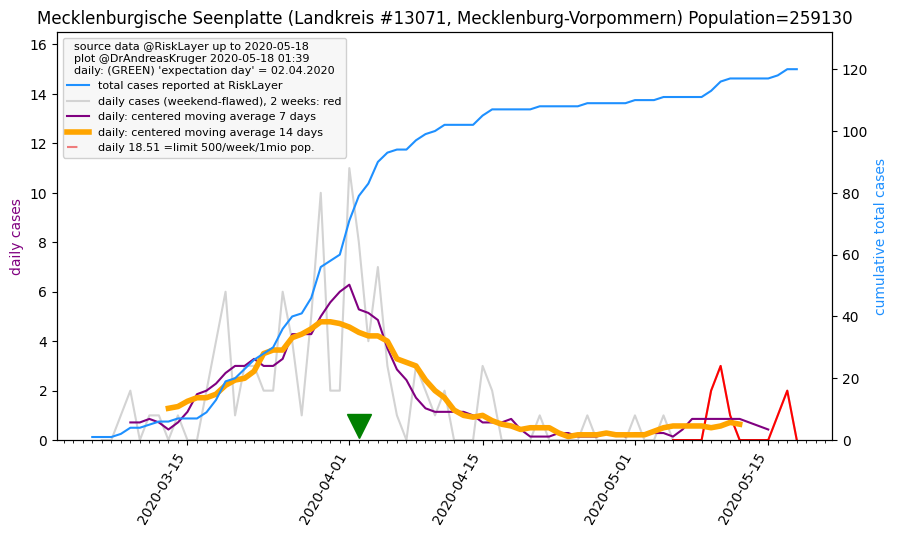 Mecklenburgische Seenplatte (Landkreis #13071, Mecklenburg-Vorpommern) Population=259130
source data @RiskLayer up to 2020-05-18
plot @DrAndreasKruger 2020-05-18 01:39
daily: (GREEN) 'expectation day' = 02.04.2020
total cases reported at RiskLayer
daily cases (weekend-flawed), 2 weeks: red
daily: centered moving average 7 days
daily: centered moving average 14 days
daily 18.51 =limit 500/week/1mio pop.
daily cases
16
14
12
10
8
6
4
2
0
cumulative total cases
120
100
80
60
40
20
0
2020-03-15
2020-04-01
2020-04-15
2020-05-01
2020-05-15